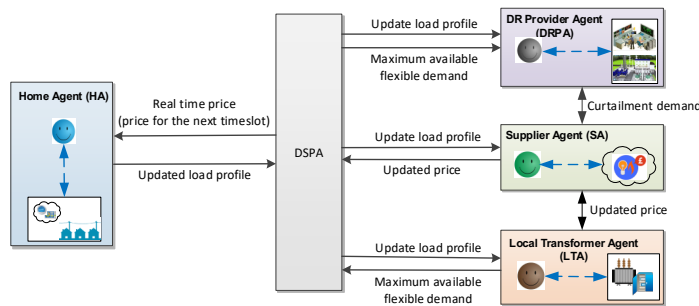 Home Agent (HA)
Real time price
(price for the next timeslot)
Updated load profile
DSPA
Update load profile
Maximum available
flexible demand
Update load profile
Updated price
Update load profile
Maximum available
flexible demand
DR Provider Agent
(DRPA)
Curtailment demand
Supplier Agent (SA)
£
Updated price
Local Transformer Agent
(LTA)